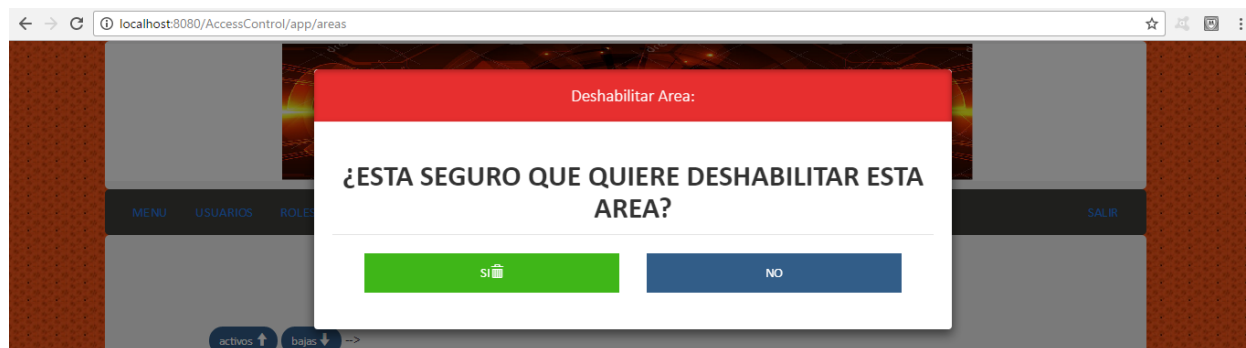 localhost:8080/AccessControl/app/areas
Deshabilitar Area:
¿ESTA SEGURO QUE QUIERE DESHABILITAR ESTA
AREA?
MENU USUARIOS ROLES SALIR
SI NO
activos bajas -->